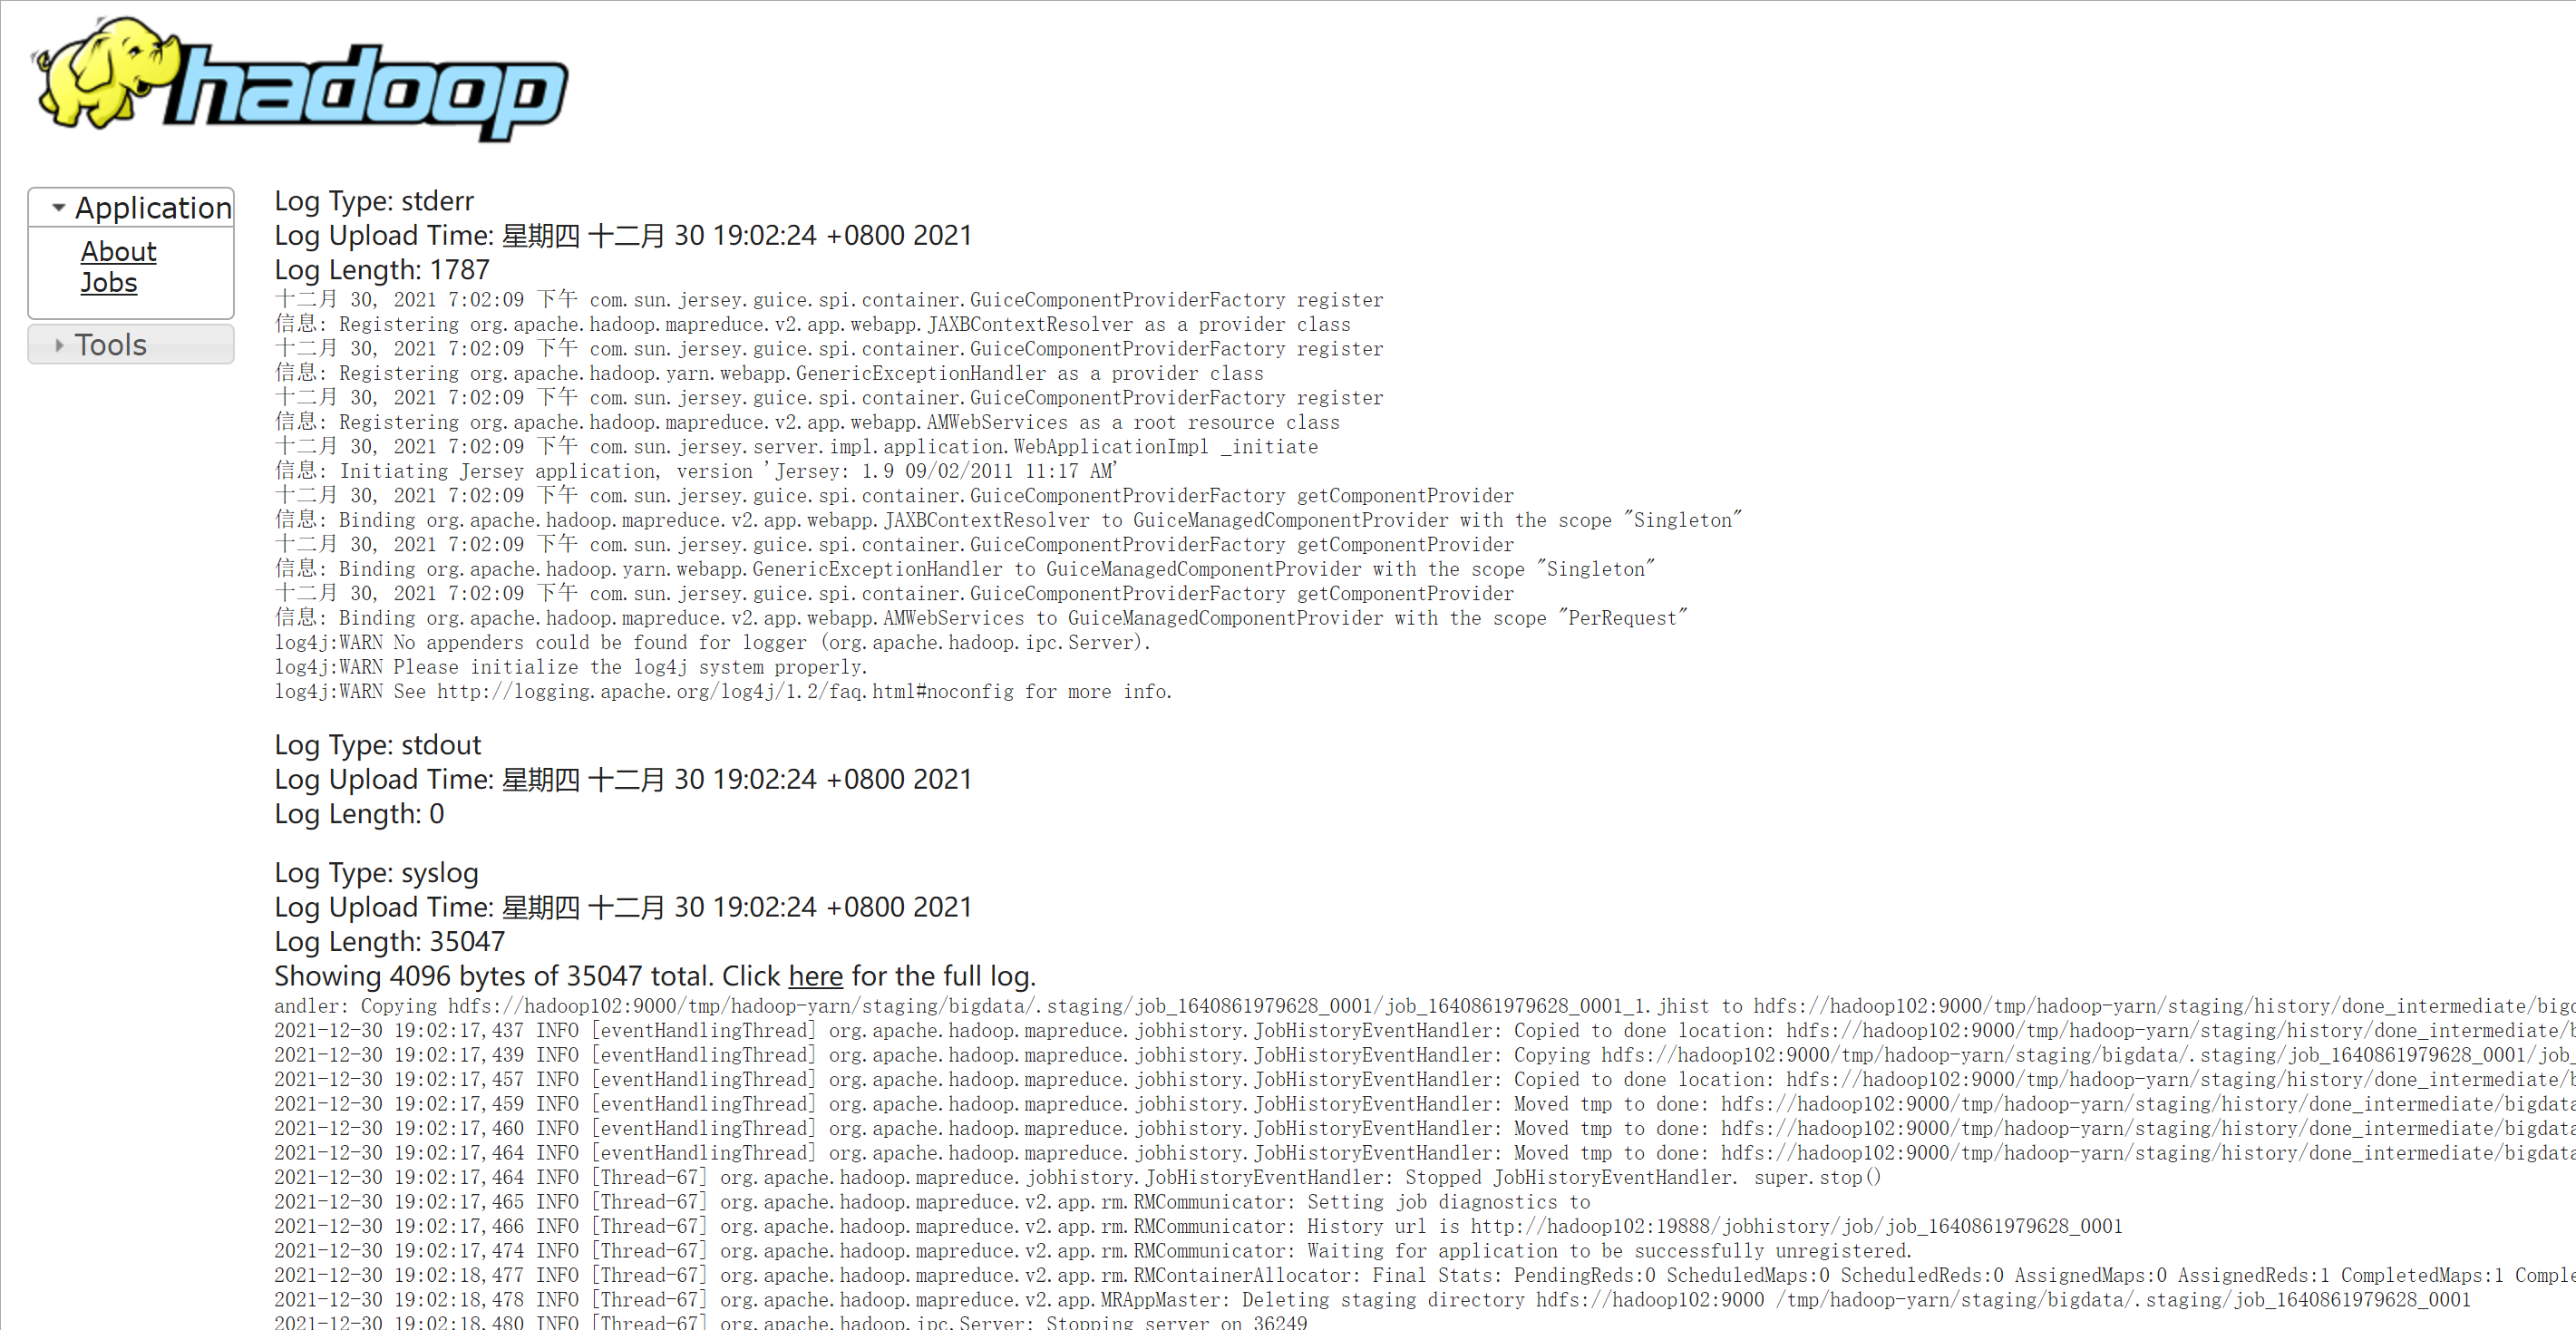 hadoop
Application
About
Jobs
Tools
Log Type: stderr
Log Upload Time: 星期四 十二月 30 19:02:24 +0800 2021
Log Length: 1787
十二月 30, 2021 7:02:09 下午 com.sun.jersey.guice.spi.container.GuiceComponentProviderFactory register
信息: Registering org.apache.hadoop.mapreduce.v2.app.webapp.JAXBContextResolver as a provider class
十二月 30, 2021 7:02:09 下午 com.sun.jersey.guice.spi.container.GuiceComponentProviderFactory register
信息: Registering org.apache.hadoop.yarn.webapp.GenericExceptionHandler as a provider class
十二月 30, 2021 7:02:09 下午 com.sun.jersey.guice.spi.container.GuiceComponentProviderFactory register
信息: Registering org.apache.hadoop.mapreduce.v2.app.webapp.AMWebServices as a root resource class
十二月 30, 2021 7:02:09 下午 com.sun.jersey.server.impl.application.WebApplicationImpl _initiate
信息: Initiating Jersey application, version 'Jersey: 1.9 09/02/2011 11:17 AM'
十二月 30, 2021 7:02:09 下午 com.sun.jersey.guice.spi.container.GuiceComponentProviderFactory getComponentProvider
信息: Binding org.apache.hadoop.mapreduce.v2.app.webapp.JAXBContextResolver to GuiceManagedComponentProvider with the scope "Singleton"
十二月 30, 2021 7:02:09 下午 com.sun.jersey.guice.spi.container.GuiceComponentProviderFactory getComponentProvider
信息: Binding org.apache.hadoop.yarn.webapp.GenericExceptionHandler to GuiceManagedComponentProvider with the scope "Singleton"
十二月 30, 2021 7:02:09 下午 com.sun.jersey.guice.spi.container.GuiceComponentProviderFactory getComponentProvider
信息: Binding org.apache.hadoop.mapreduce.v2.app.webapp.AMWebServices to GuiceManagedComponentProvider with the scope "PerRequest"
log4j:WARN No appenders could be found for logger (org.apache.hadoop.ipc.Server).
log4j:WARN Please initialize the log4j system properly.
log4j:WARN See http://logging.apache.org/log4j/1.2/faq.html#noconfig for more info.
Log Type: stdout
Log Upload Time: 星期四 十二月 30 19:02:24 +0800 2021
Log Length: 0
Log Type: syslog
Log Upload Time: 星期四 十二月 30 19:02:24 +0800 2021
Log Length: 35047
Showing 4096 bytes of 35047 total. Click here for the full log.
andler: Copying hdfs://hadoop102:9000/tmp/hadoop-yarn/staging/bigdata/.staging/job_1640861979628_0001/job_1640861979628_0001_1.jhist to hdfs://hadoop102:9000/tmp/hadoop-yarn/staging/history/done_intermediate/bigd
2021-12-30 19:02:17,437 INFO [eventHandlingThread] org.apache.hadoop.mapreduce.jobhistory.JobHistoryEventHandler: Copied to done location: hdfs://hadoop102:9000/tmp/hadoop-yarn/staging/history/done_intermediate/b
2021-12-30 19:02:17,439 INFO [eventHandlingThread] org.apache.hadoop.mapreduce.jobhistory.JobHistoryEventHandler: Copying hdfs://hadoop102:9000/tmp/hadoop-yarn/staging/bigdata/.staging/job_1640861979628_0001/job_
2021-12-30 19:02:17,457 INFO [eventHandlingThread] org.apache.hadoop.mapreduce.jobhistory.JobHistoryEventHandler: Copied to done location: hdfs://hadoop102:9000/tmp/hadoop-yarn/staging/history/done_intermediate/b
2021-12-30 19:02:17,459 INFO [eventHandlingThread] org.apache.hadoop.mapreduce.jobhistory.JobHistoryEventHandler: Moved tmp to done: hdfs://hadoop102:9000/tmp/hadoop-yarn/staging/history/done_intermediate/bigdata
2021-12-30 19:02:17,460 INFO [eventHandlingThread] org.apache.hadoop.mapreduce.jobhistory.JobHistoryEventHandler: Moved tmp to done: hdfs://hadoop102:9000/tmp/hadoop-yarn/staging/history/done_intermediate/bigdata
2021-12-30 19:02:17,464 INFO [eventHandlingThread] org.apache.hadoop.mapreduce.jobhistory.JobHistoryEventHandler: Moved tmp to done: hdfs://hadoop102:9000/tmp/hadoop-yarn/staging/history/done_intermediate/bigdata
2021-12-30 19:02:17,464 INFO [Thread-67] org.apache.hadoop.mapreduce.jobhistory.JobHistoryEventHandler: Stopped JobHistoryEventHandler. super.stop()
2021-12-30 19:02:17,465 INFO [Thread-67] org.apache.hadoop.mapreduce.v2.app.rm.RMCommunicator: Setting job diagnostics to
2021-12-30 19:02:17,466 INFO [Thread-67] org.apache.hadoop.mapreduce.v2.app.rm.RMCommunicator: History url is http://hadoop102:19888/jobhistory/job/job_1640861979628_0001
2021-12-30 19:02:17,474 INFO [Thread-67] org.apache.hadoop.mapreduce.v2.app.rm.RMCommunicator: Waiting for application to be successfully unregistered.
2021-12-30 19:02:18,477 INFO [Thread-67] org.apache.hadoop.mapreduce.v2.app.rm.RMContainerAllocator: Final Stats: PendingReds:0 ScheduledMaps:0 ScheduledReds:0 AssignedMaps:0 AssignedReds:1 CompletedMaps:1 Comple
2021-12-30 19:02:18,478 INFO [Thread-67] org.apache.hadoop.mapreduce.v2.app.MRAppMaster: Deleting staging directory hdfs://hadoop102:9000 /tmp/hadoop-yarn/staging/bigdata/.staging/job_1640861979628_0001
2021-12-30 19:02:18,480 INFO [Thread-67] org.apache.hadoop.ipc.Server: Stopping server on 36249